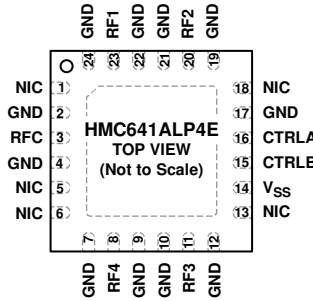 GND
RF1
GND
GND
RF2
GND
24
23
22
21
20
19
NIC 1
GND 2
RFC 3
GND 4
NIC 5
NIC 6
HMC641ALP4E
TOP VIEW
(Not to Scale)
18 NIC
17 GND
16 CTRLA
15 CTRLB
14 VSS
13 NIC
7
8
9
10
11
12
GND
RF4
GND
GND
RF3
GND